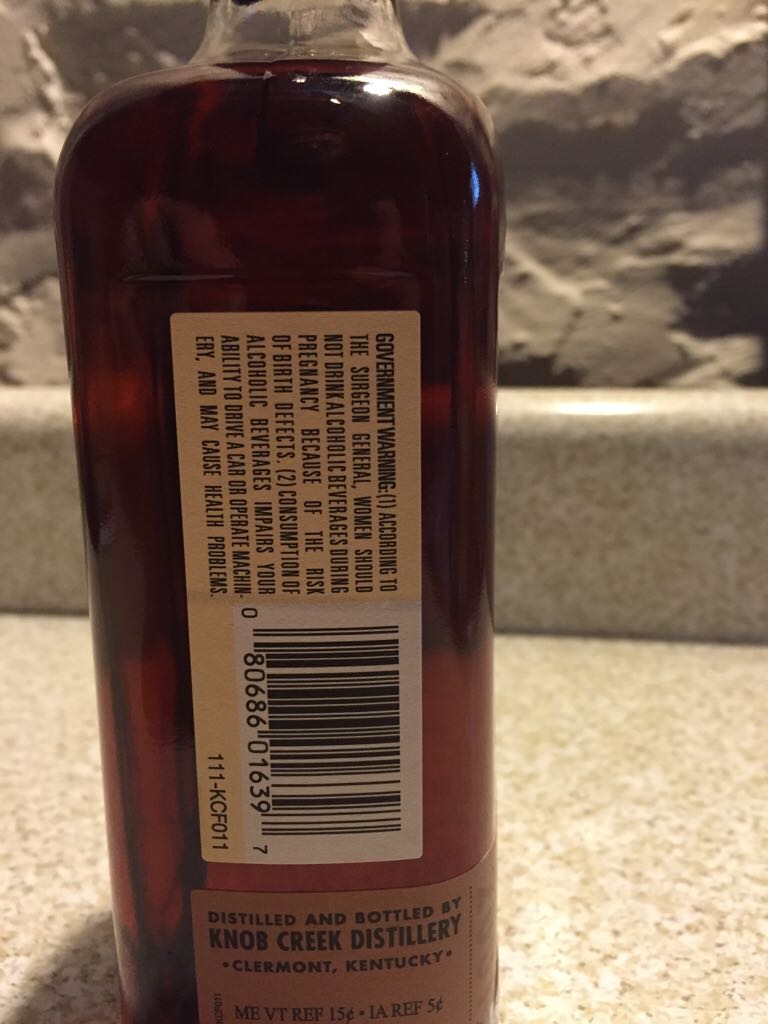 GOVERNMENT WARNING: (1) ACCORDING TO
THE SURGEON GENERAL, WOMEN SHOULD
NOT DRINK ALCOHOLIC BEVERAGES DURING
PREGNANCY BECAUSE OF THE RISK
OF BIRTH DEFECTS. (2) CONSUMPTION OF
ALCOHOLIC BEVERAGES IMPAIRS YOUR
ABILITY TO DRIVE A CAR OR OPERATE MACHIN-
ERY, AND MAY CAUSE HEALTH PROBLEMS.
0 80686 01639 7
111-KCF011
DISTILLED AND BOTTLED BY
KNOB CREEK DISTILLERY
•CLERMONT, KENTUCKY•
ME VT REF 15¢ • IA REF 5¢